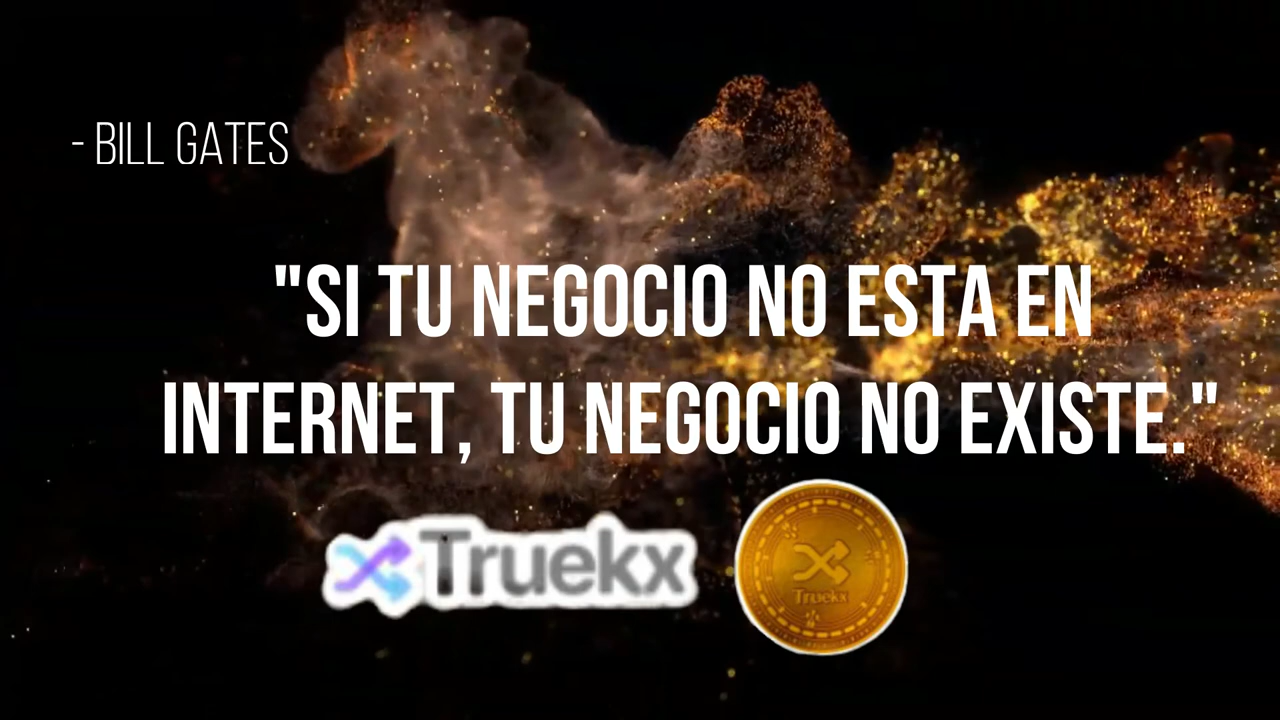 - BILL GATES
"SI TU NEGOCIO NO ESTA EN
INTERNET, TU NEGOCIO NO EXISTE."
Truekx
Truekx